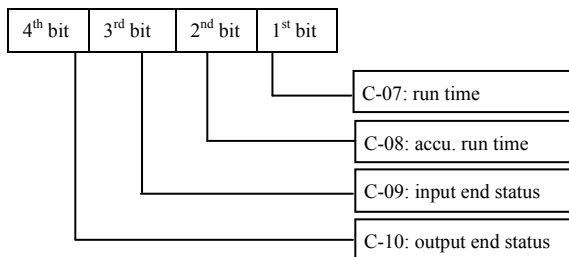 4th bit 3rd bit 2nd bit 1st bit
C-07: run time
C-08: accu. run time
C-09: input end status
C-10: output end status